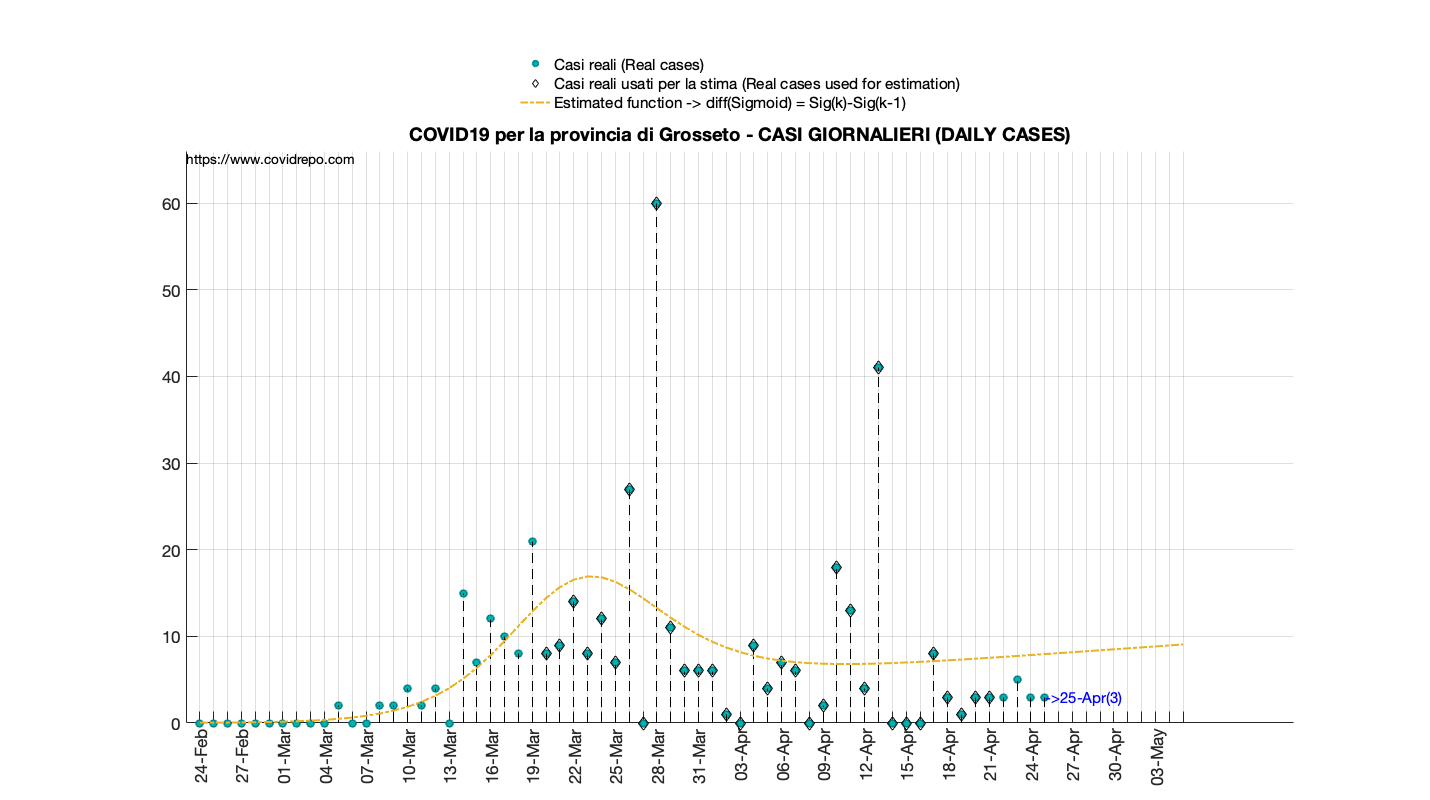 Casi reali (Real cases)
Casi reali usati per la stima (Real cases used for estimation)
Estimated function -> diff(Sigmoid) = Sig(k)-Sig(k-1)
COVID19 per la provincia di Grosseto - CASI GIORNALIERI (DAILY CASES)
https://www.covidrepo.com
60
50
40
30
20
10
0
->25-Apr(3)
24-Feb
27-Feb
01-Mar
04-Mar
07-Mar
10-Mar
13-Mar
16-Mar
19-Mar
22-Mar
25-Mar
28-Mar
31-Mar
03-Apr
06-Apr
09-Apr
12-Apr
15-Apr
18-Apr
21-Apr
24-Apr
27-Apr
30-Apr
03-May